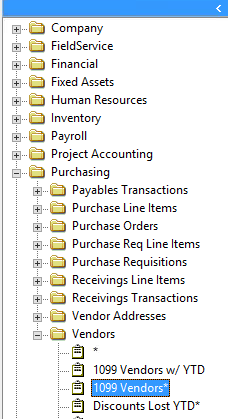 Company
FieldService
Financial
Fixed Assets
Human Resources
Inventory
Payroll
Project Accounting
Purchasing
Payables Transactions
Purchase Line Items
Purchase Orders
Purchase Req Line Items
Purchase Requisitions
Receivings Line Items
Receivings Transactions
Vendor Addresses
Vendors
*
1099 Vendors w/ YTD
1099 Vendors*
Discounts Lost YTD*